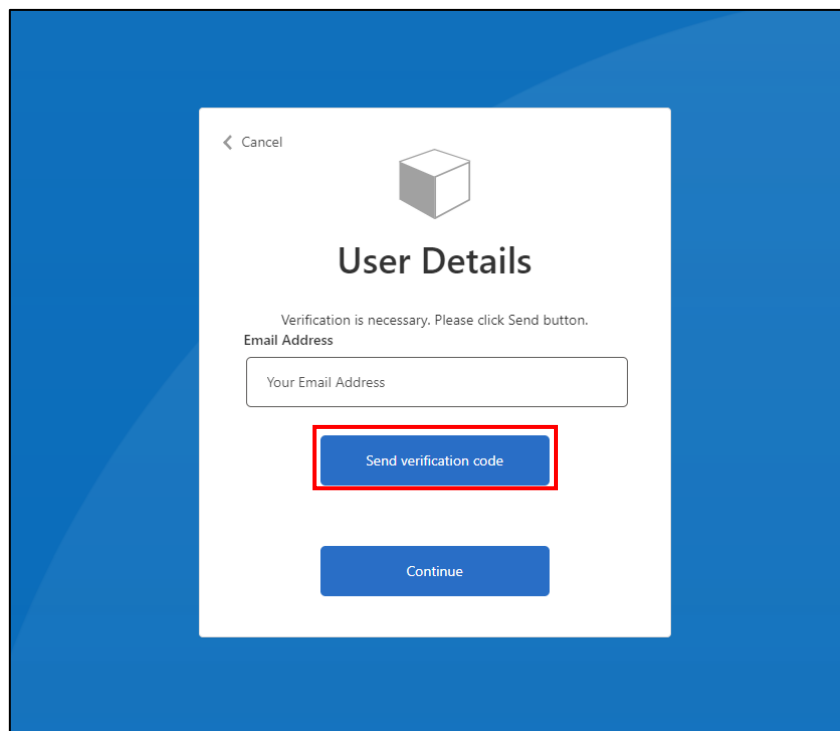 Cancel
User Details
Verification is necessary. Please click Send button.
Email Address
Your Email Address
Send verification code
Continue